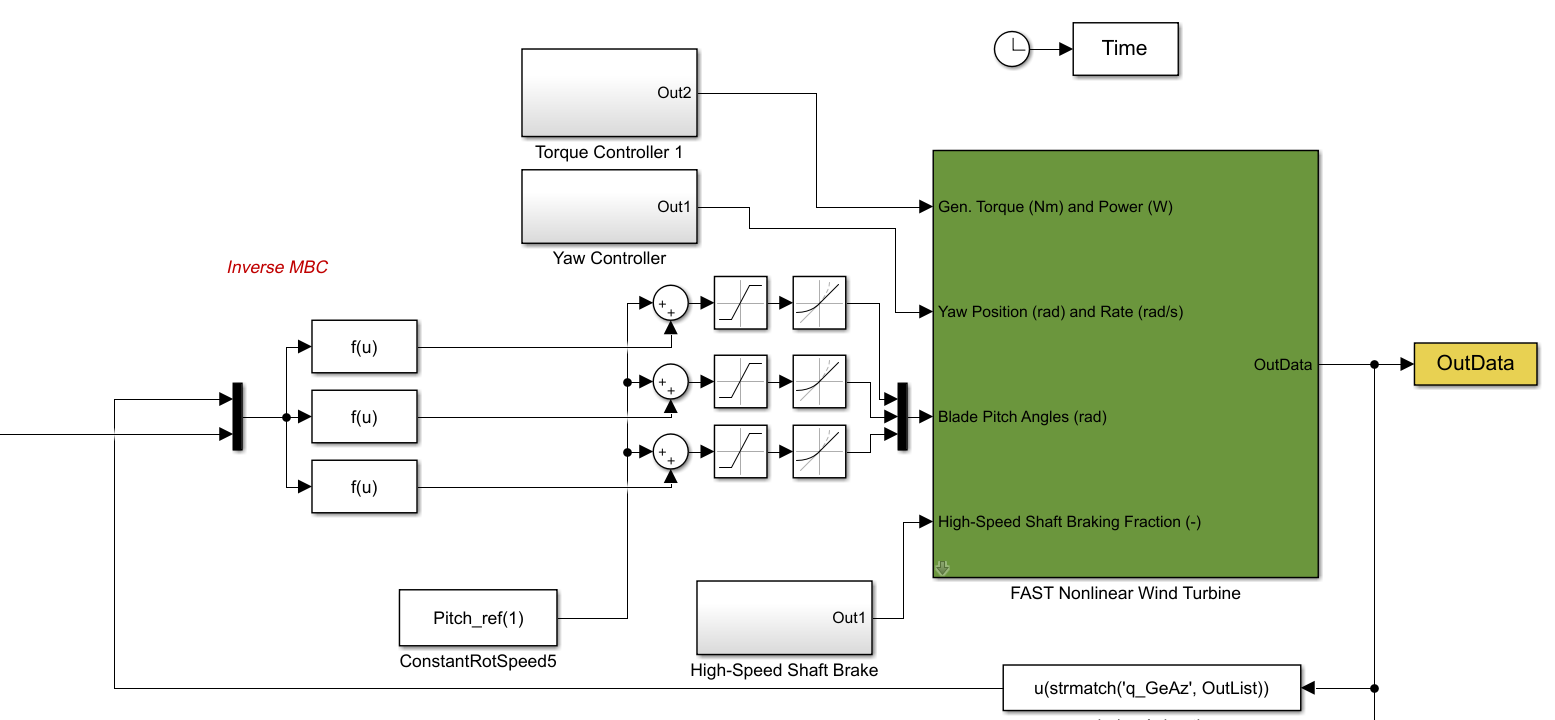 Time
Out2
Torque Controller 1
Out1
Yaw Controller
Gen. Torque (Nm) and Power (W)
Yaw Position (rad) and Rate (rad/s)
Blade Pitch Angles (rad)
High-Speed Shaft Braking Fraction (-)
OutData
FAST Nonlinear Wind Turbine
OutData
Inverse MBC
f(u)
f(u)
f(u)
+
+
+
+
+
+
Pitch_ref(1)
ConstantRotSpeed5
Out1
High-Speed Shaft Brake
u(strmatch('q_GeAz', OutList))